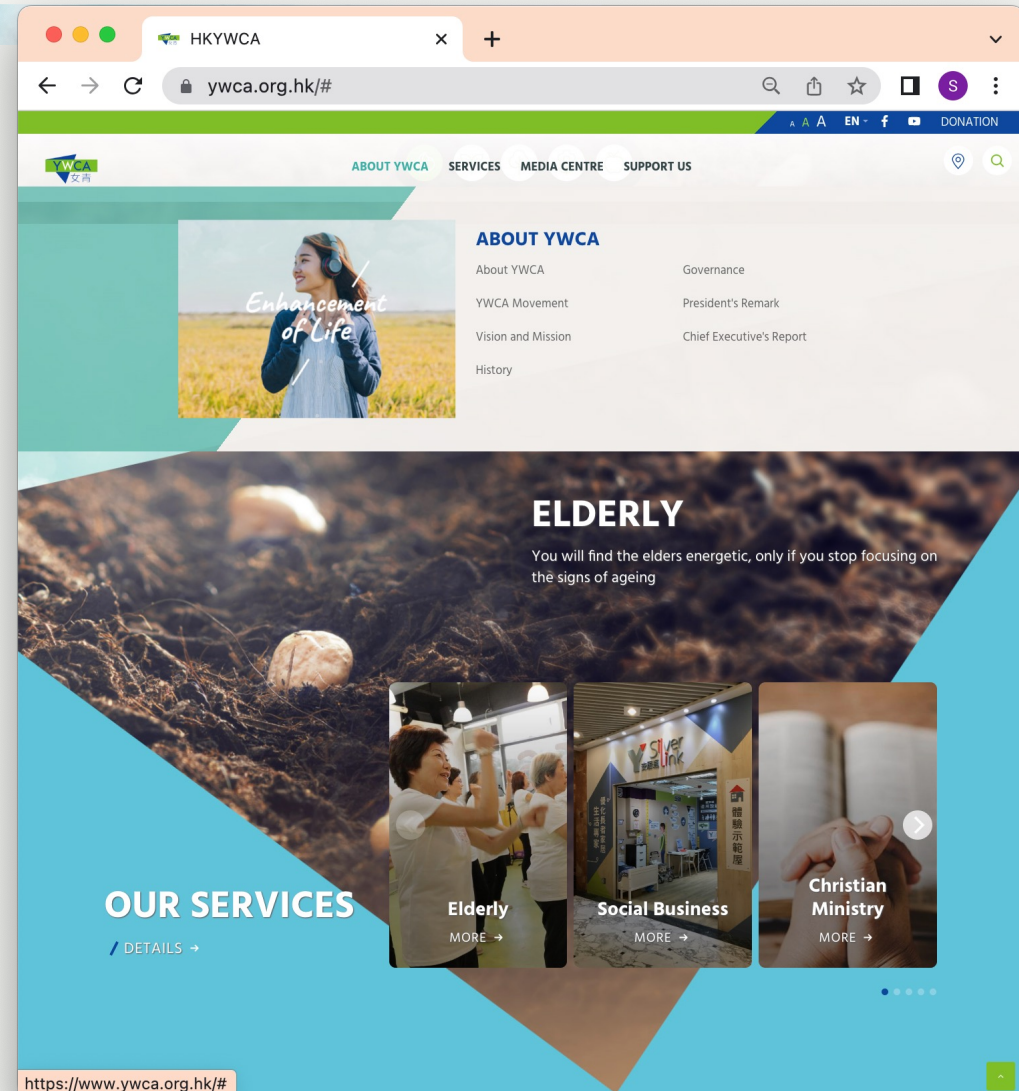 HKYWCA
ywca.org.hk/#
A A A EN f DONATION
YWCA
女青
ABOUT YWCA SERVICES MEDIA CENTRE SUPPORT US
Enhancement
of Life
ABOUT YWCA
About YWCA Governance
YWCA Movement President's Remark
Vision and Mission Chief Executive's Report
History
ELDERLY
You will find the elders energetic, only if you stop focusing on
the signs of ageing
Silver
Link
體驗示範屋
OUR SERVICES
/ DETAILS →
Elderly
MORE →
Social Business
MORE →
Christian
Ministry
MORE →
https://www.ywca.org.hk/#
S